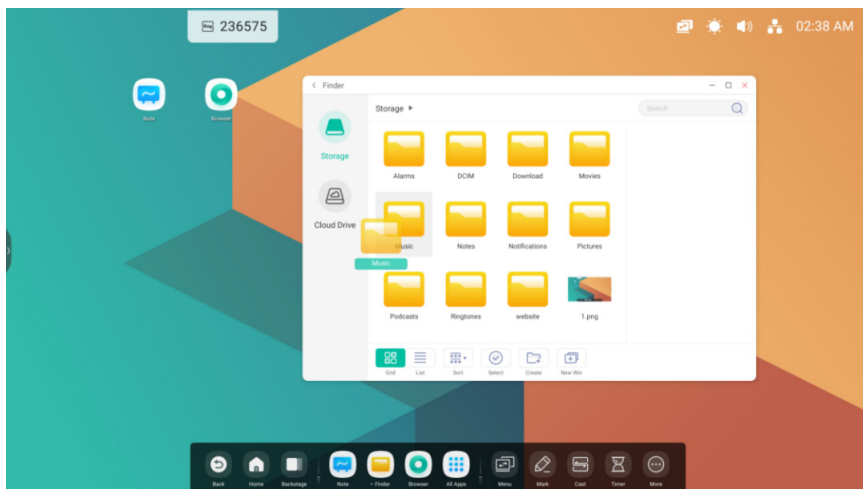 236575
02:38 AM
Note
Browser
Finder
Storage
Search
Storage
Cloud Drive
Alarms
DCIM
Download
Movies
Music
Notes
Notifications
Pictures
Music
Podcasts
Ringtones
website
1.png
Grid
List
Sort
Select
Create
New Win
Back
Home
Backstage
Note
Finder
Browser
All Apps
Menu
Mark
Cast
Timer
More